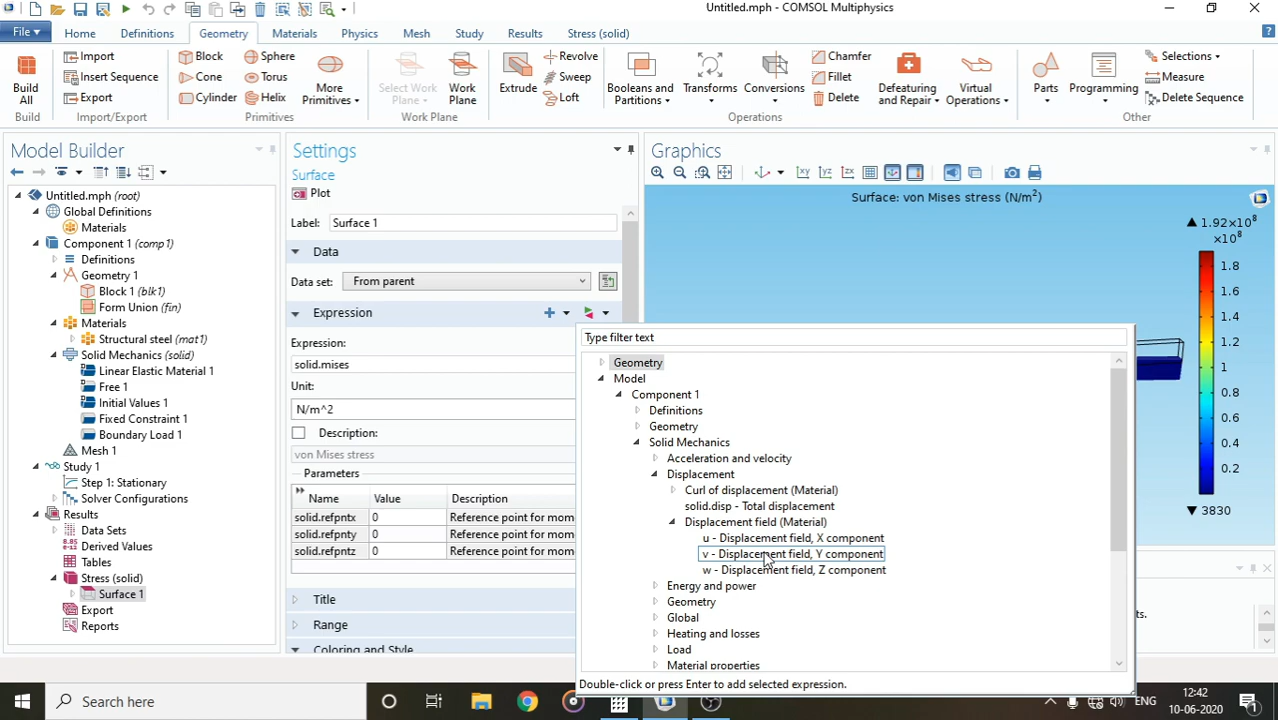 Untitled.mph - COMSOL Multiphysics
File
Home
Definitions
Geometry
Materials
Physics
Mesh
Study
Results
Stress (solid)
Build All
Build
Import
Insert Sequence
Export
Import/Export
Block
Cone
Cylinder
Sphere
Torus
Helix
More Primitives
Primitives
Select Work Plane
Work Plane
Work Plane
Extrude
Revolve
Sweep
Loft
Booleans and Partitions
Transforms
Conversions
Chamfer
Fillet
Delete
Defeaturing and Repair
Virtual Operations
Operations
Parts
Programming
Selections
Measure
Delete Sequence
Other
Model Builder
Untitled.mph (root)
Global Definitions
Materials
Component 1 (comp1)
Definitions
Geometry 1
Block 1 (blk1)
Form Union (fin)
Materials
Structural steel (mat1)
Solid Mechanics (solid)
Linear Elastic Material 1
Free 1
Initial Values 1
Fixed Constraint 1
Boundary Load 1
Mesh 1
Study 1
Step 1: Stationary
Solver Configurations
Results
Data Sets
8.85
Derived Values
Tables
Stress (solid)
Surface 1
Export
Reports
Settings
Surface
Plot
Label: Surface 1
Data
Data set: From parent
Expression
Expression:
solid.mises
Unit:
N/m^2
Description:
von Mises stress
Parameters
Name Value Description
solid.refpntx 0 Reference point for mom
solid.refpnty 0 Reference point for mom
solid.refpntz 0 Reference point for mom
Title
Range
Coloring and Style
Graphics
xy
yz
xz
Surface: von Mises stress (N/m²)
▲ 1.92×10⁸
×10⁸
1.8
1.6
1.4
1.2
1
0.8
0.6
0.4
0.2
▼ 3830
Type filter text
Geometry
Model
Component 1
Definitions
Geometry
Solid Mechanics
Acceleration and velocity
Displacement
Curl of displacement (Material)
solid.disp - Total displacement
Displacement field (Material)
u - Displacement field, X component
v - Displacement field, Y component
w - Displacement field, Z component
Energy and power
Geometry
Global
Heating and losses
Load
Material properties
Double-click or press Enter to add selected expression.
ts.
Search here
ENG
12:42
10-06-2020
1